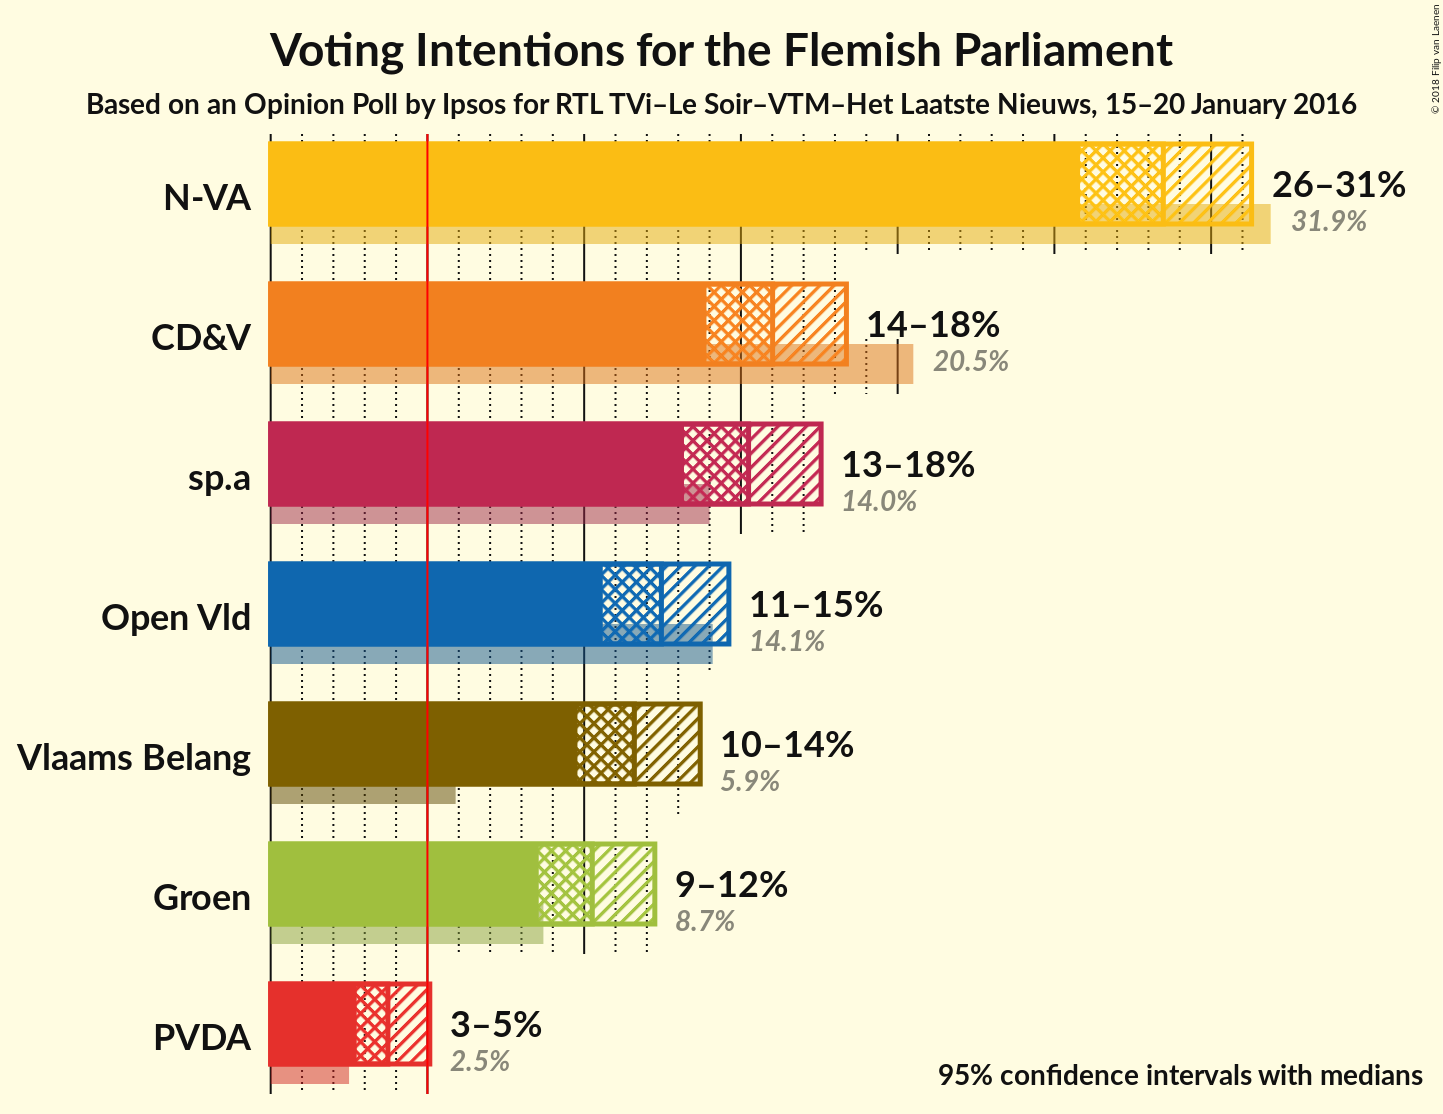 Voting Intentions for the Flemish Parliament
Based on an Opinion Poll by Ipsos for RTL TVi–Le Soir–VTM–Het Laatste Nieuws, 15–20 January 2016
© 2018 Filip van Laenen
N-VA
26–31%
31.9%
CD&V
14–18%
20.5%
sp.a
13–18%
14.0%
Open Vld
11–15%
14.1%
Vlaams Belang
10–14%
5.9%
Groen
9–12%
8.7%
PVDA
3–5%
2.5%
95% confidence intervals with medians